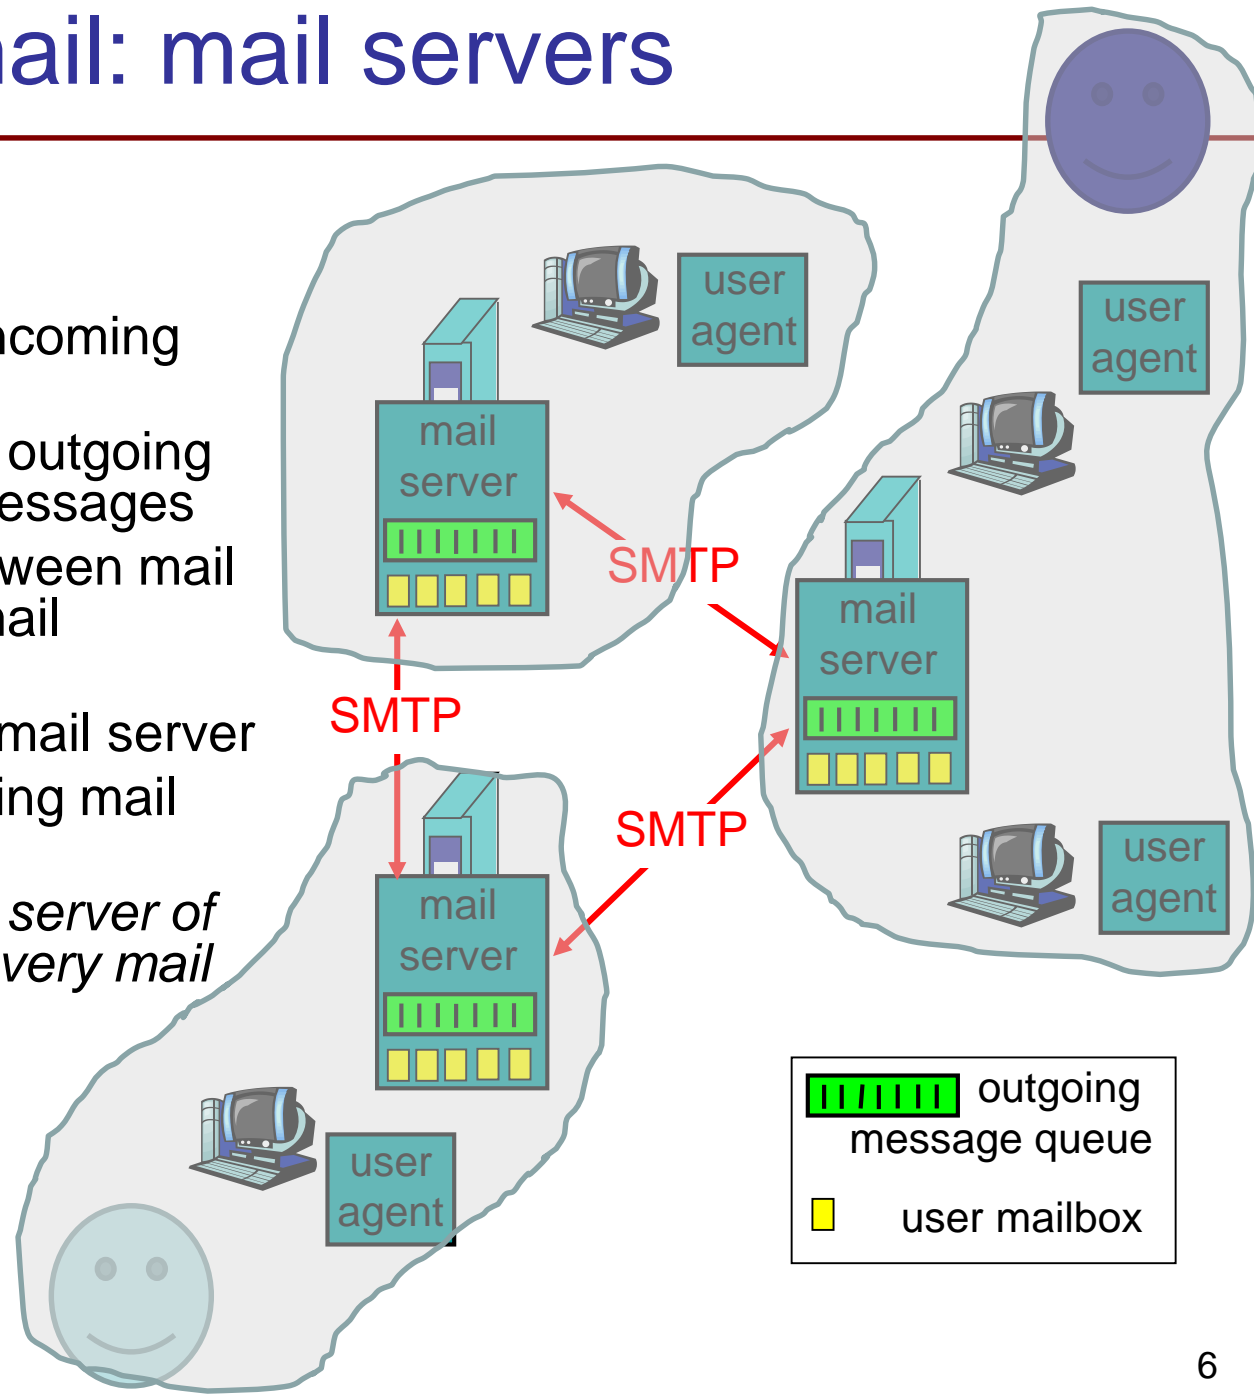 ail: mail servers
ncoming
outgoing
essages
ween mail
ail
mail server
ing mail
server of
very mail
user
agent
mail
server
SMTP
user
agent
mail
server
SMTP
SMTP
mail
server
user
agent
user
agent
outgoing
message queue
user mailbox
6